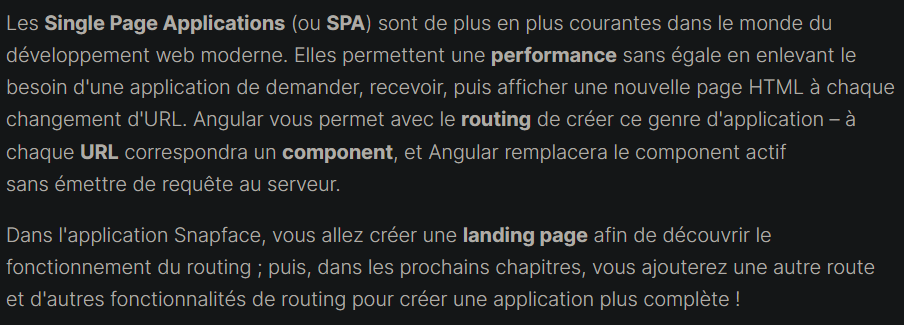 Les Single Page Applications (ou SPA) sont de plus en plus courantes dans le monde du
développement web moderne. Elles permettent une performance sans égale en enlevant le
besoin d'une application de demander, recevoir, puis afficher une nouvelle page HTML à chaque
changement d'URL. Angular vous permet avec le routing de créer ce genre d'application – à
chaque URL correspondra un component, et Angular remplacera le component actif
sans émettre de requête au serveur.
Dans l'application Snapface, vous allez créer une landing page afin de découvrir le
fonctionnement du routing ; puis, dans les prochains chapitres, vous ajouterez une autre route
et d'autres fonctionnalités de routing pour créer une application plus complète !